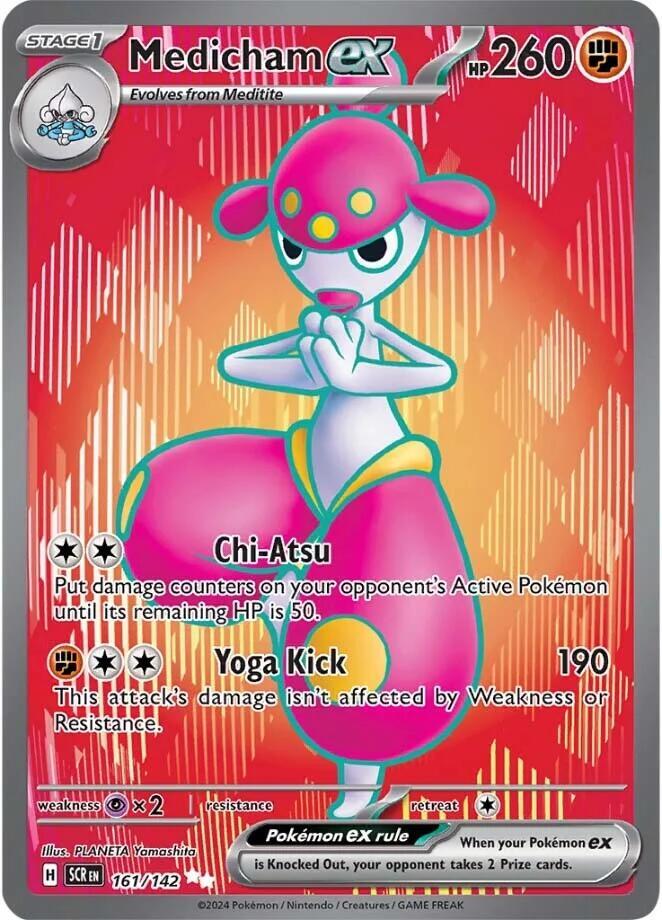 STAGE1
Medicham ex
HP 260
Evolves from Meditite
Chi-Atsu
Put damage counters on your opponent's Active Pokémon
until its remaining HP is 50.
Yoga Kick 190
This attack's damage isn't affected by Weakness or
Resistance.
weakness ×2 resistance retreat
Illus. PLANETA Yamashita
Pokémon ex rule
When your Pokémon ex
is Knocked Out, your opponent takes 2 Prize cards.
H SCR EN 161/142
©2024 Pokémon / Nintendo / Creatures / GAME FREAK